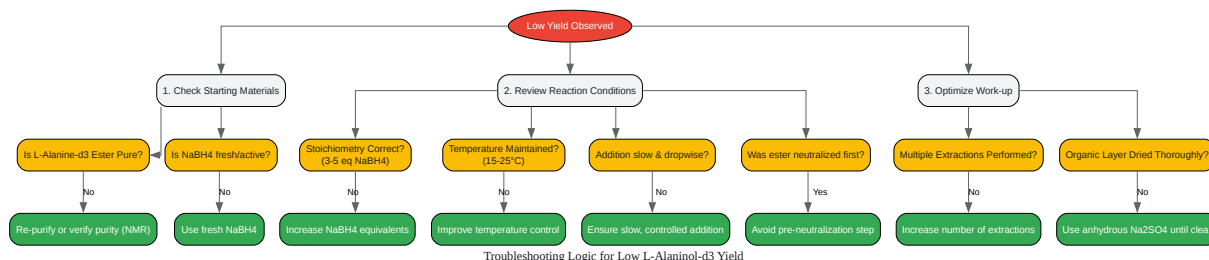 Low Yield Observed
1. Check Starting Materials
2. Review Reaction Conditions
3. Optimize Work-up
Is L-Alanine-d3 Ester Pure?
Is NaBH4 fresh/active?
Stoichiometry Correct?
(3-5 eq NaBH4)
Temperature Maintained?
(15-25°C)
Addition slow & dropwise?
Was ester neutralized first?
Multiple Extractions Performed?
Organic Layer Dried Thoroughly?
No
No
No
No
No
Yes
No
No
Re-purify or verify purity (NMR)
Use fresh NaBH4
Increase NaBH4 equivalents
Improve temperature control
Ensure slow, controlled addition
Avoid pre-neutralization step
Increase number of extractions
Use anhydrous Na2SO4 until clea
Troubleshooting Logic for Low L-Alaninol-d3 Yield